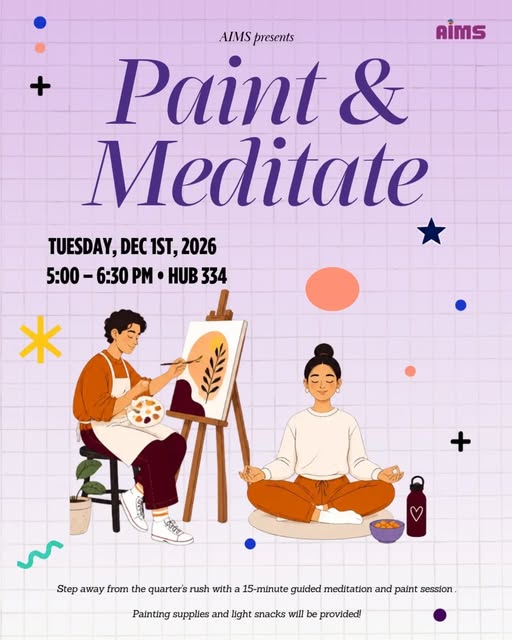 AIMS presents
AiMS
Paint &
Meditate
TUESDAY, DEC 1ST, 2026
5:00 – 6:30 PM • HUB 334
Step away from the quarter's rush with a 15-minute guided meditation and paint session .
Painting supplies and light snacks will be provided!